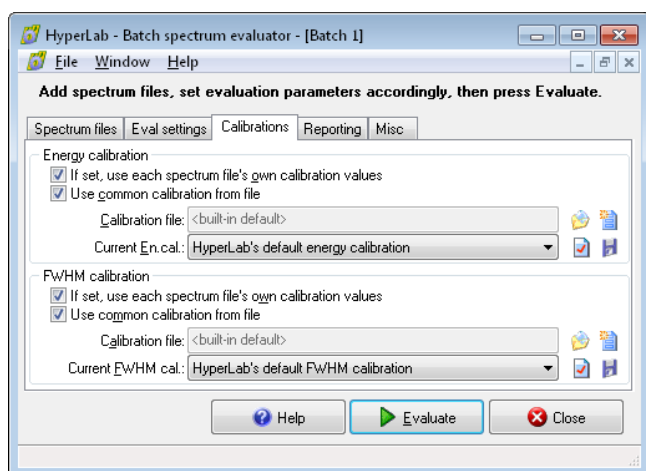 HyperLab - Batch spectrum evaluator - [Batch 1]
File Window Help
Add spectrum files, set evaluation parameters accordingly, then press Evaluate.
Spectrum files Eval settings Calibrations Reporting Misc
Energy calibration
If set, use each spectrum file's own calibration values
Use common calibration from file
Calibration file: <built-in default>
Current En.cal.: HyperLab's default energy calibration
FWHM calibration
If set, use each spectrum file's own calibration values
Use common calibration from file
Calibration file: <built-in default>
Current FWHM cal.: HyperLab's default FWHM calibration
Help Evaluate Close